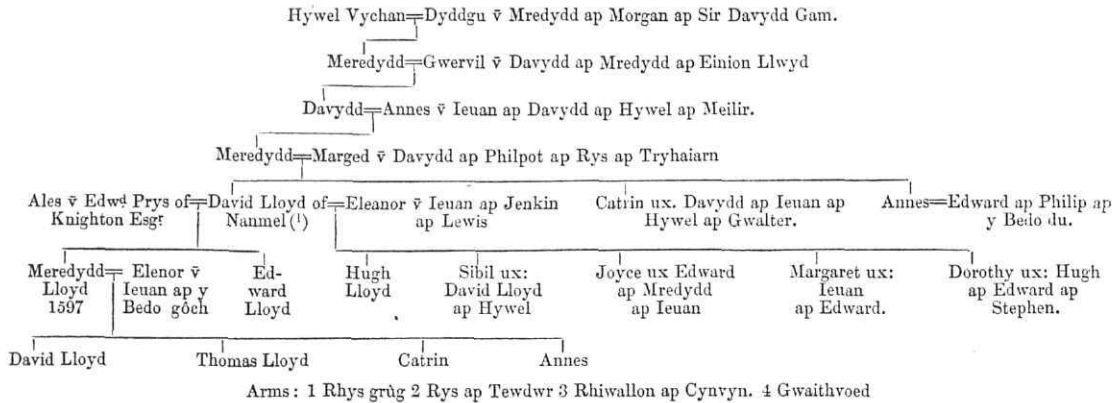 Hywel Vychan=Dyddgu v̄ Mredydd ap Morgan ap Sir Davydd Gam.
Meredydd=Gwervil v̄ Davydd ap Mredydd ap Einion Llwyd
Davydd=Annes v̄ Ieuan ap Davydd ap Hywel ap Meilir.
Meredydd=Marged v̄ Davydd ap Philpot ap Rys ap Tryhaiarn
Ales v̄ Edwᵈ Prys of=David Lloyd of=Eleanor v̄ Ieuan ap Jenkin Catrin ux. Davydd ap Ieuan ap Annes=Edward ap Philip ap
Knighton Esgʳ Nanmel (¹) ap Lewis Hywel ap Gwalter. y Bedo du.
Meredydd= Elenor v̄ Ed- Hugh Sibil ux: Joyce ux Edward Margaret ux: Dorothy ux: Hugh
Lloyd Ieuan ap y ward Lloyd David Lloyd ap Mredydd Ieuan ap Edward ap
1597 Bedo gôch Lloyd ap Hywel ap Ieuan ap Edward. Stephen.
David Lloyd Thomas Lloyd Catrin Annes
Arms: 1 Rhys grûg 2 Rys ap Tewdwr 3 Rhiwallon ap Cynvyn. 4 Gwaithvoed